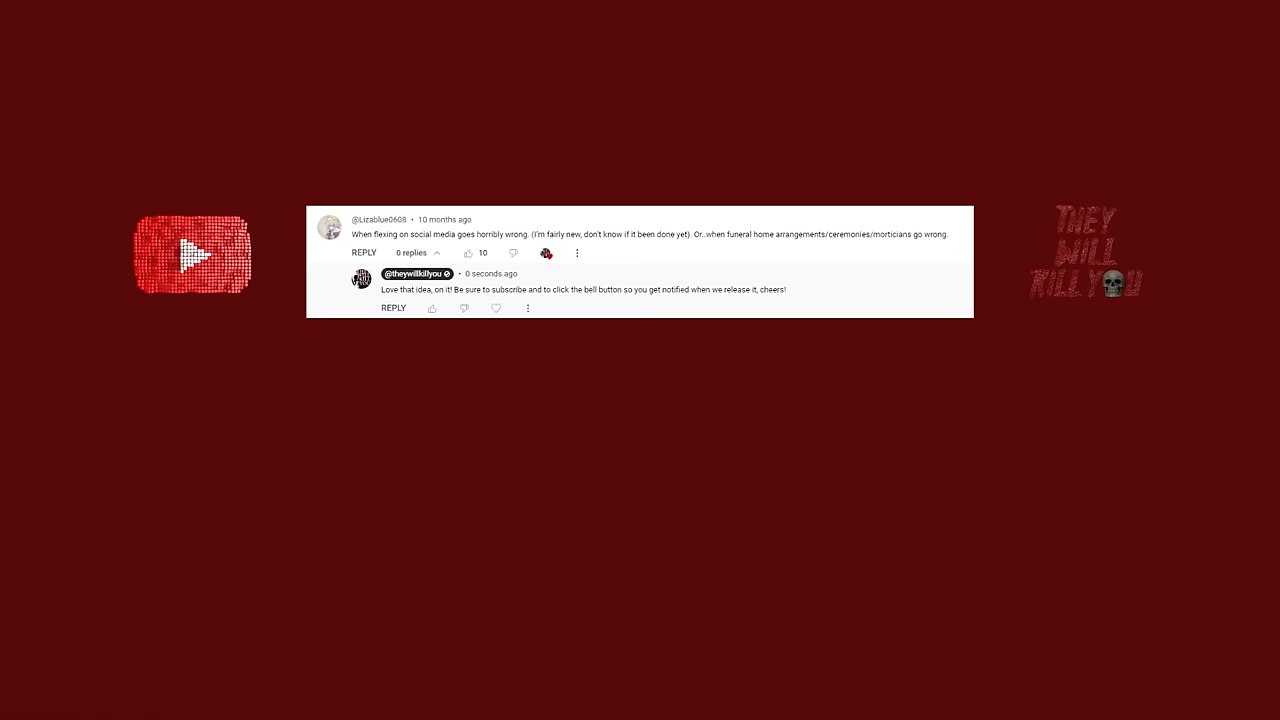 @Lizablue0608 • 10 months ago
When flexing on social media goes horribly wrong. (I'm fairly new, don't know if it been done yet). Or..when funeral home arrangements/ceremonies/morticians go wrong.
REPLY 0 replies 10
@theywillkillyou • 0 seconds ago
Love that idea, on it! Be sure to subscribe and to click the bell button so you get notified when we release it, cheers!
REPLY
THEY
WILL
KILL YOU